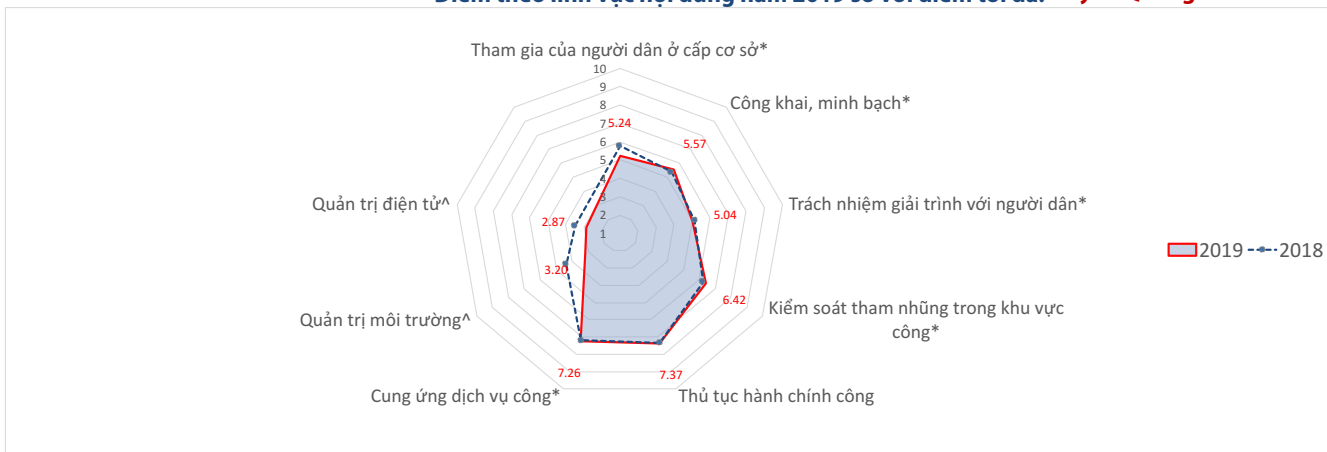 Tham gia của người dân ở cấp cơ sở*
10
9
8
7
6
5
4
3
2
1
5.24
Công khai, minh bạch*
5.57
Trách nhiệm giải trình với người dân*
5.04
Kiểm soát tham nhũng trong khu vực
công*
6.42
Thủ tục hành chính công
7.37
Cung ứng dịch vụ công*
7.26
Quản trị môi trường^
3.20
Quản trị điện tử^
2.87
2019
2018